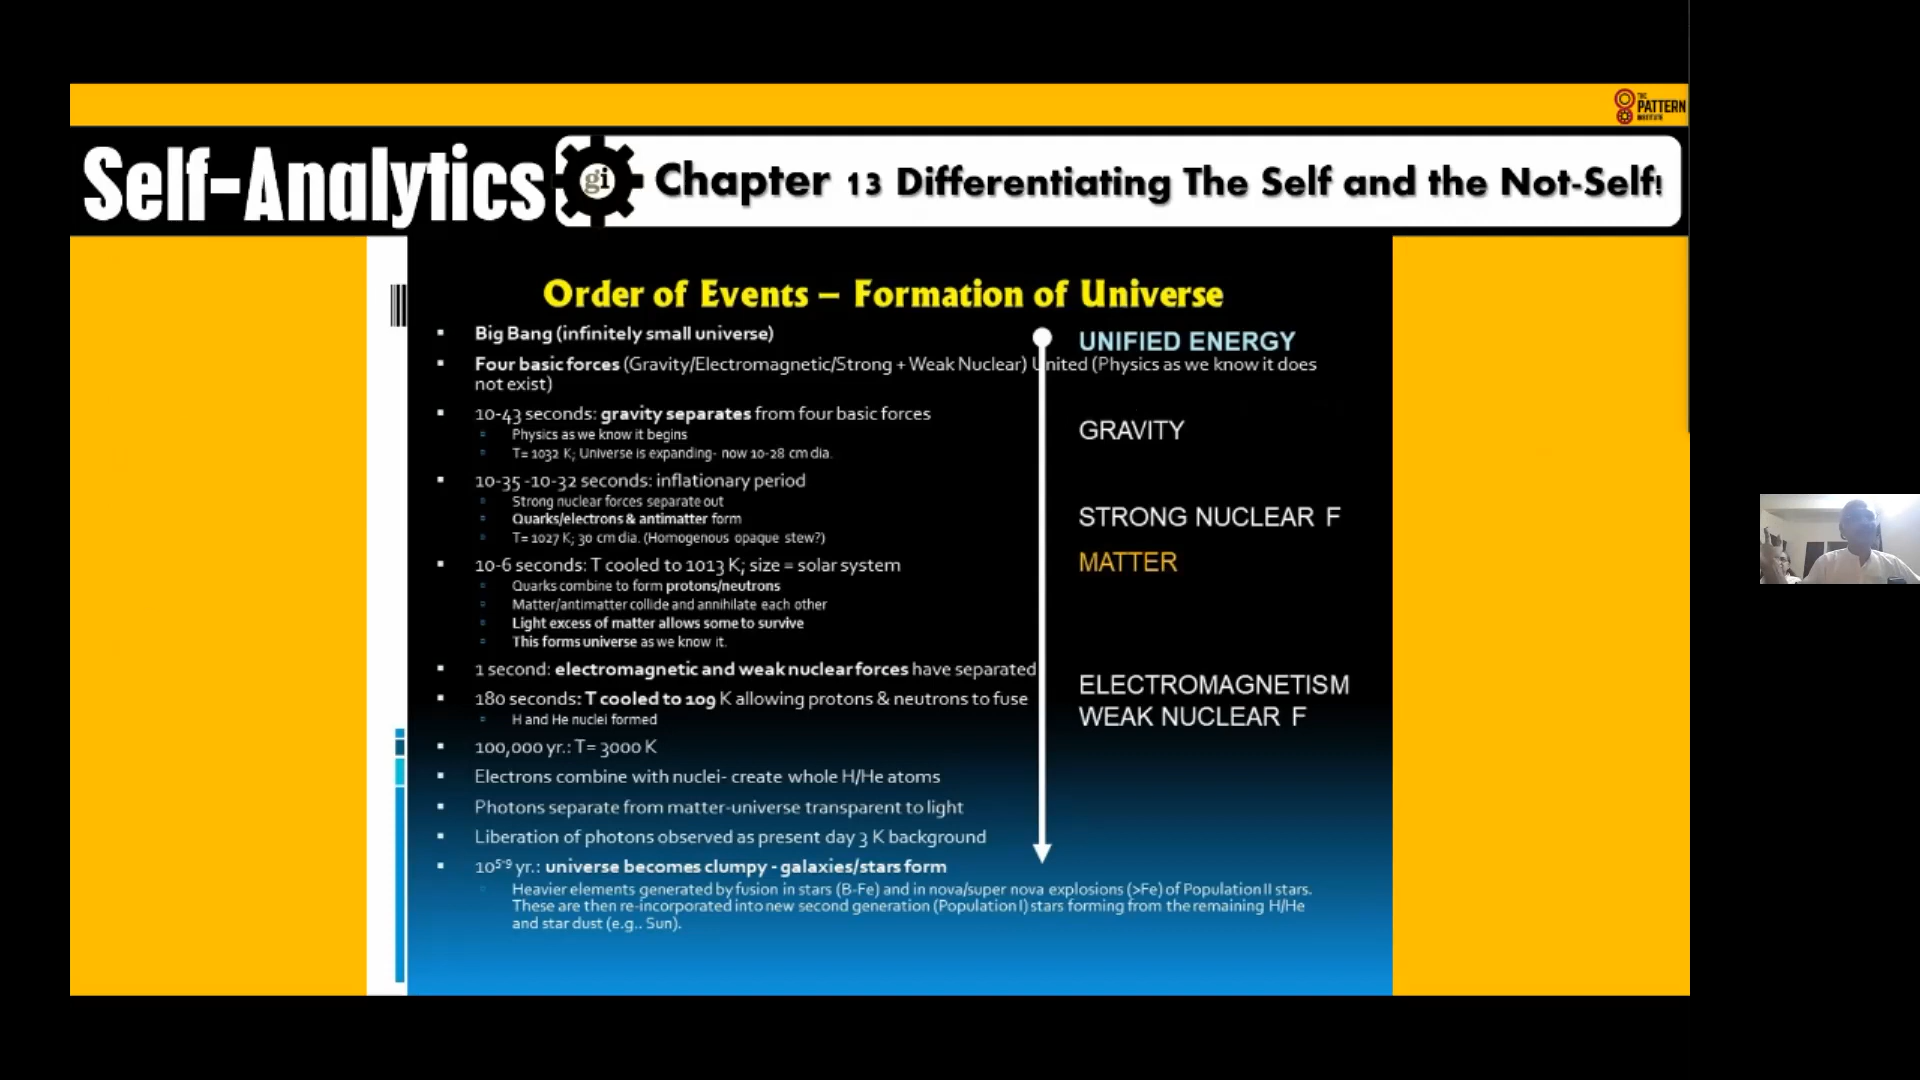 THE
PATTERN
INSTITUTE
Self-Analytics
gi
Chapter 13 Differentiating The Self and the Not-Self!
Order of Events – Formation of Universe
Big Bang (infinitely small universe)
UNIFIED ENERGY
Four basic forces (Gravity/Electromagnetic/Strong + Weak Nuclear) United (Physics as we know it does
not exist)
10-43 seconds: gravity separates from four basic forces
GRAVITY
Physics as we know it begins
T= 1032 K; Universe is expanding- now 10-28 cm dia.
10-35 -10-32 seconds: inflationary period
Strong nuclear forces separate out
STRONG NUCLEAR F
Quarks/electrons & antimatter form
T= 1027 K; 30 cm dia. (Homogenous opaque stew?)
MATTER
10-6 seconds: T cooled to 1013 K; size = solar system
Quarks combine to form protons/neutrons
Matter/antimatter collide and annihilate each other
Light excess of matter allows some to survive
This forms universe as we know it.
1 second: electromagnetic and weak nuclear forces have separated
ELECTROMAGNETISM
180 seconds: T cooled to 109 K allowing protons & neutrons to fuse
WEAK NUCLEAR F
H and He nuclei formed
100,000 yr.: T= 3000 K
Electrons combine with nuclei- create whole H/He atoms
Photons separate from matter-universe transparent to light
Liberation of photons observed as present day 3 K background
10⁵⁻⁹ yr.: universe becomes clumpy - galaxies/stars form
Heavier elements generated by fusion in stars (B-Fe) and in nova/super nova explosions (>Fe) of Population II stars.
These are then re-incorporated into new second generation (Population I) stars forming from the remaining H/He
and star dust (e.g.. Sun).